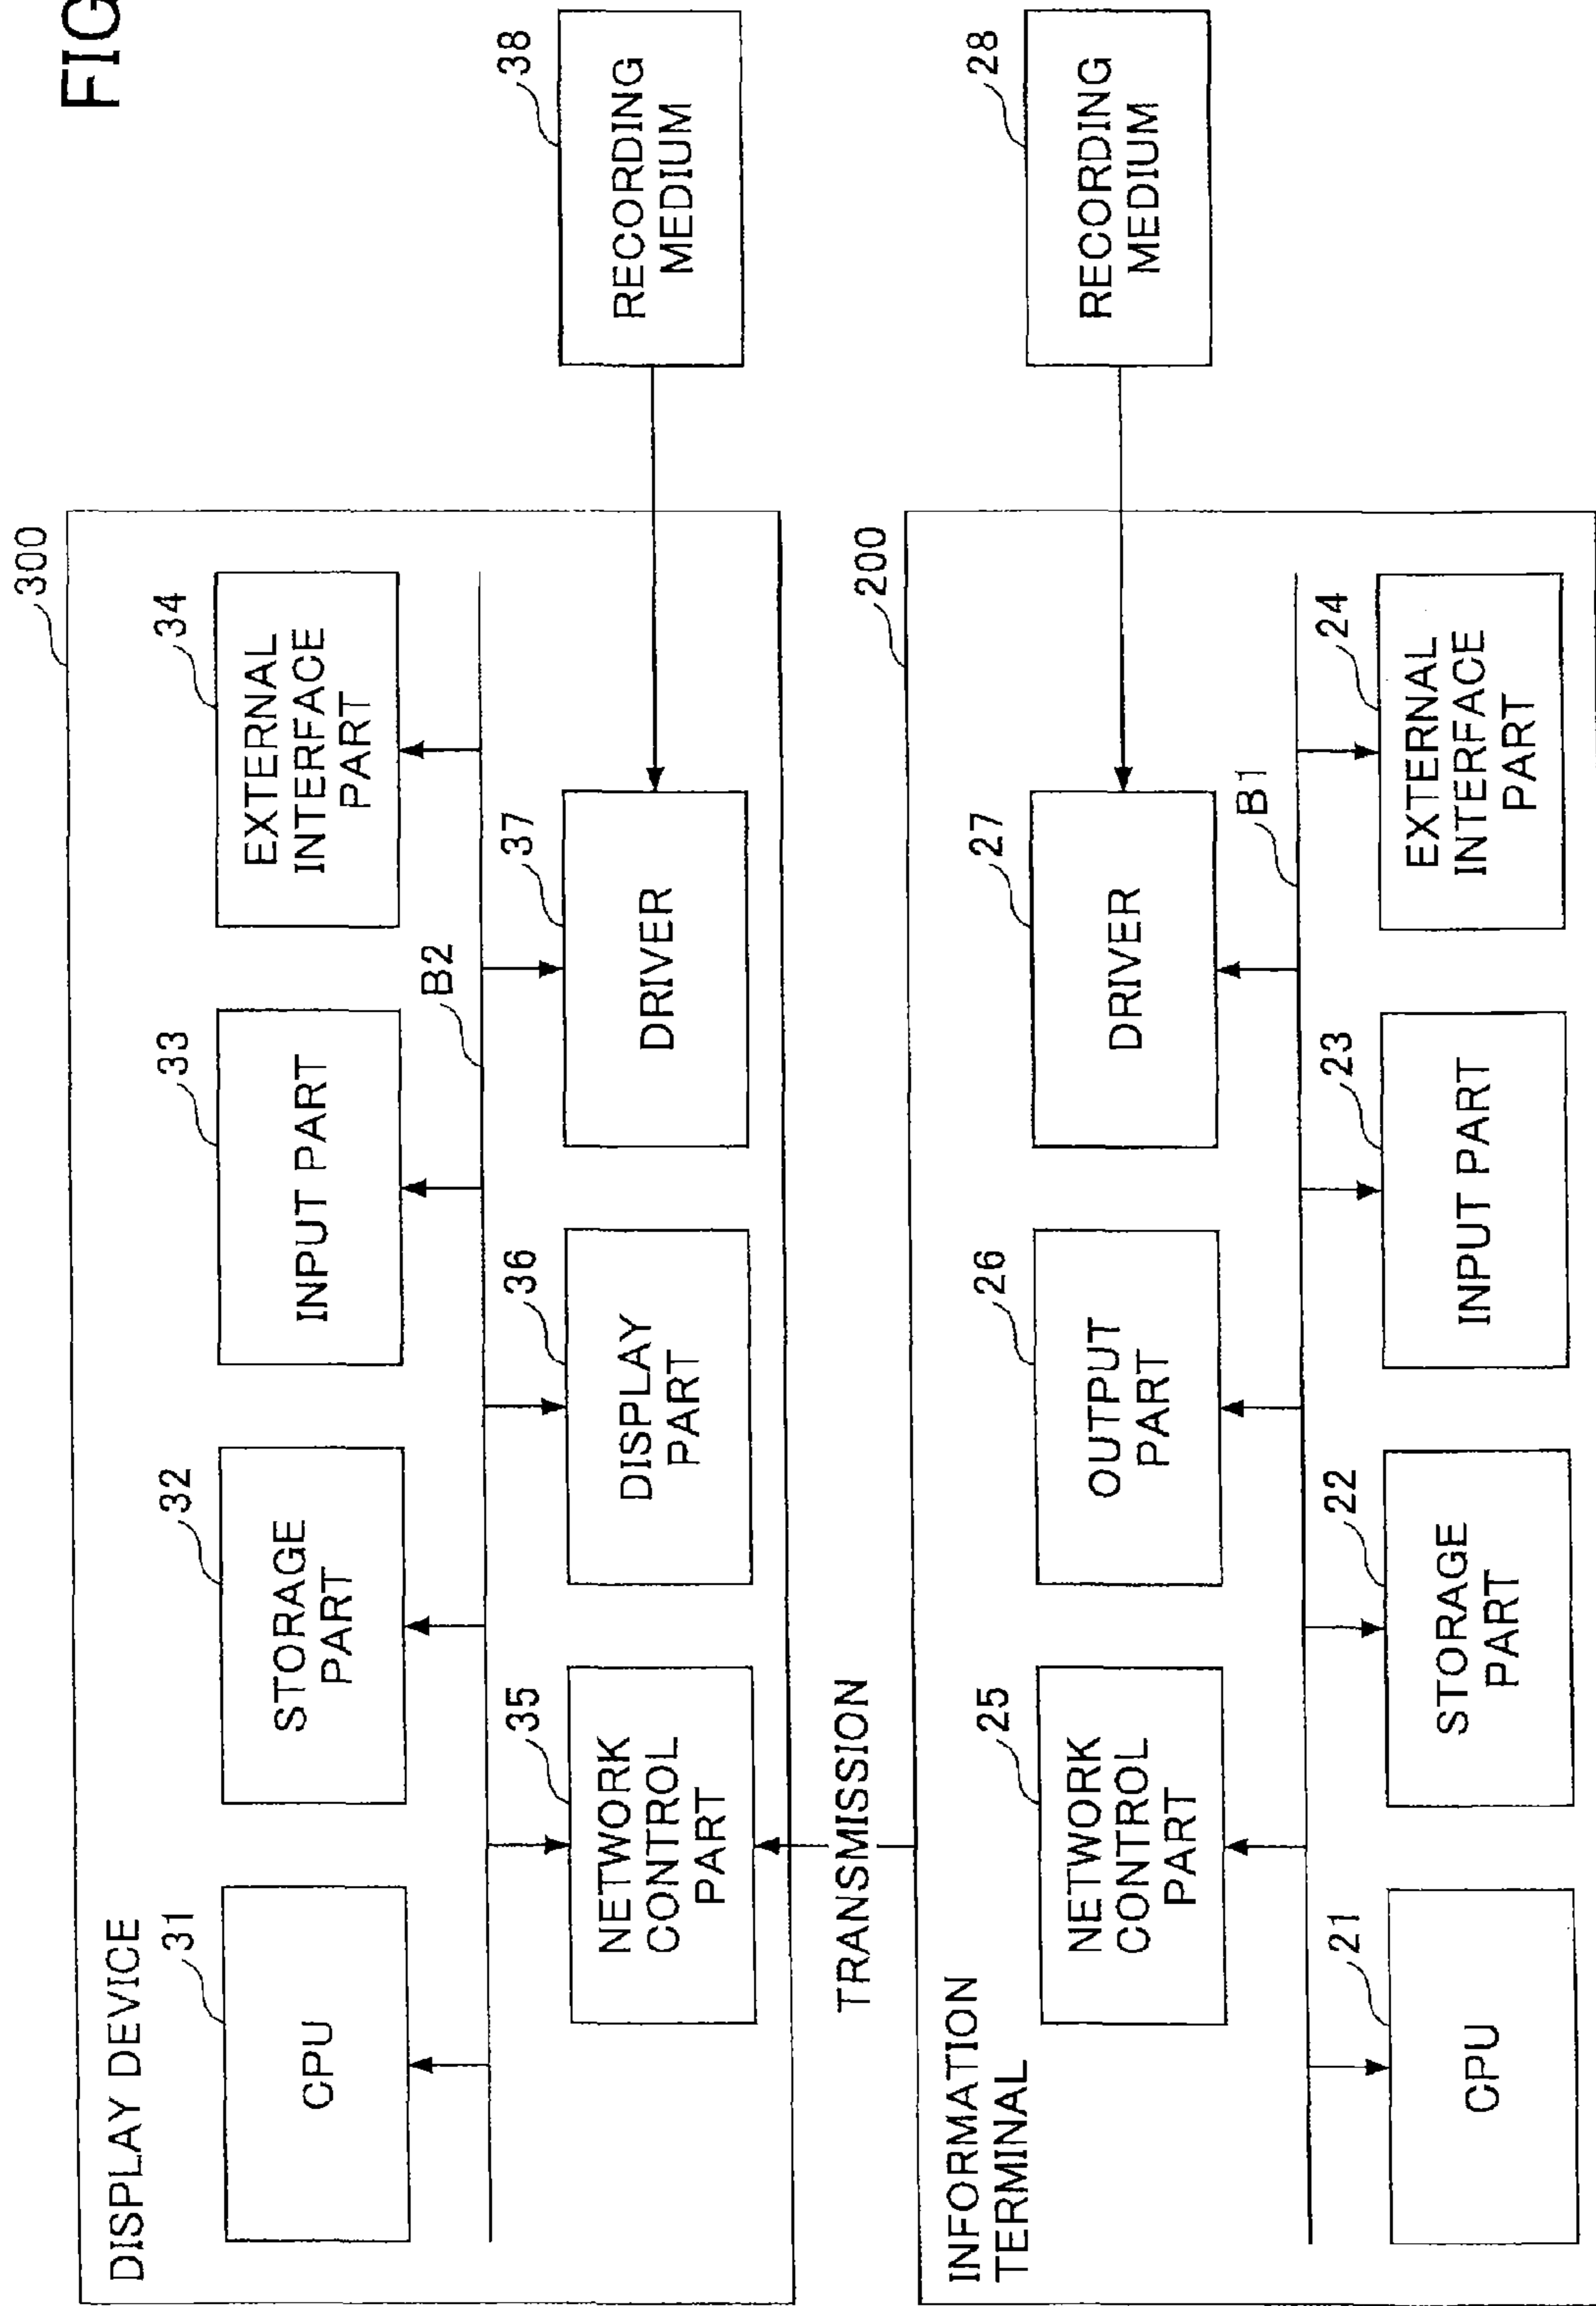 FIG
DISPLAY DEVICE
300
31
CPU
32
STORAGE
PART
33
INPUT PART
34
EXTERNAL
INTERFACE
PART
B2
35
NETWORK
CONTROL
PART
36
DISPLAY
PART
37
DRIVER
38
RECORDING
MEDIUM
TRANSMISSION
INFORMATION
TERMINAL
200
25
NETWORK
CONTROL
PART
26
OUTPUT
PART
27
DRIVER
28
RECORDING
MEDIUM
B1
21
CPU
22
STORAGE
PART
23
INPUT PART
24
EXTERNAL
INTERFACE
PART